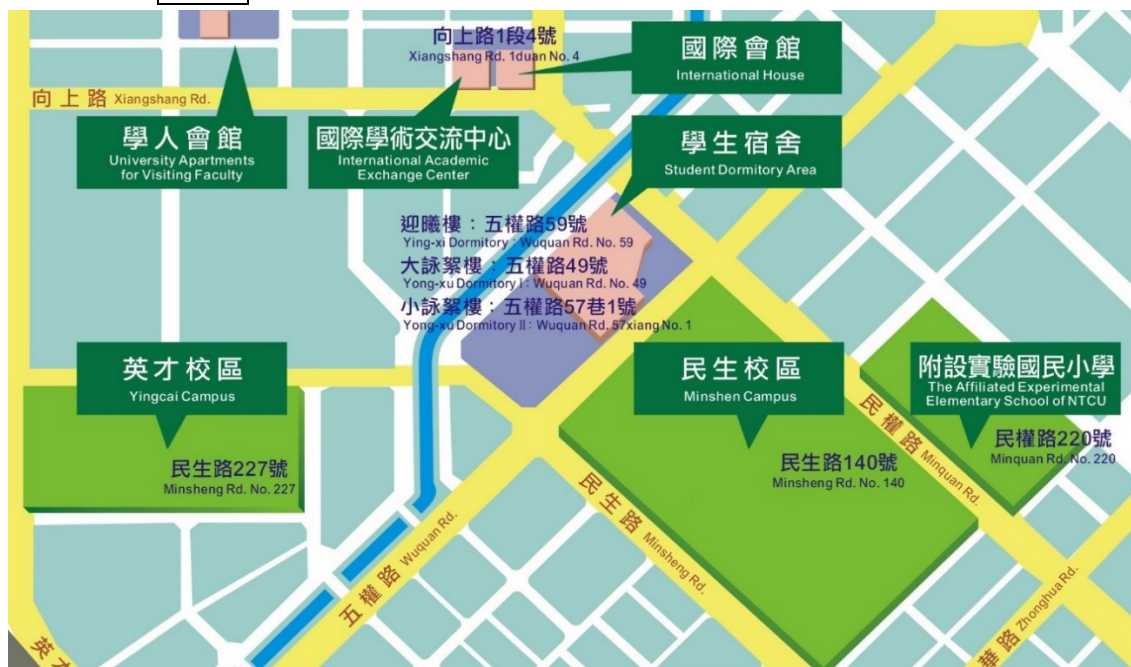 向上路1段4號
Xiangshang Rd. 1duan No. 4
國際會館
International House
向上路 Xiangshang Rd.
學人會館
University Apartments
for Visiting Faculty
國際學術交流中心
International Academic
Exchange Center
學生宿舍
Student Dormitory Area
迎曦樓：五權路59號
Ying-xi Dormitory：Wuquan Rd. No. 59
大詠絮樓：五權路49號
Yong-xu Dormitory I：Wuquan Rd. No. 49
小詠絮樓：五權路57巷1號
Yong-xu Dormitory II：Wuquan Rd. 57xiang No. 1
英才校區
Yingcai Campus
民生路227號
Minsheng Rd. No. 227
民生校區
Minshen Campus
民生路140號
Minsheng Rd. No. 140
附設實驗國民小學
The Affiliated Experimental
Elementary School of NTCU
民權路220號
Minquan Rd. No. 220
民權路 Minquan Rd.
五權路 Wuquan Rd.
民生路 Minsheng Rd.
華路 Zhonghua Rd.
英才